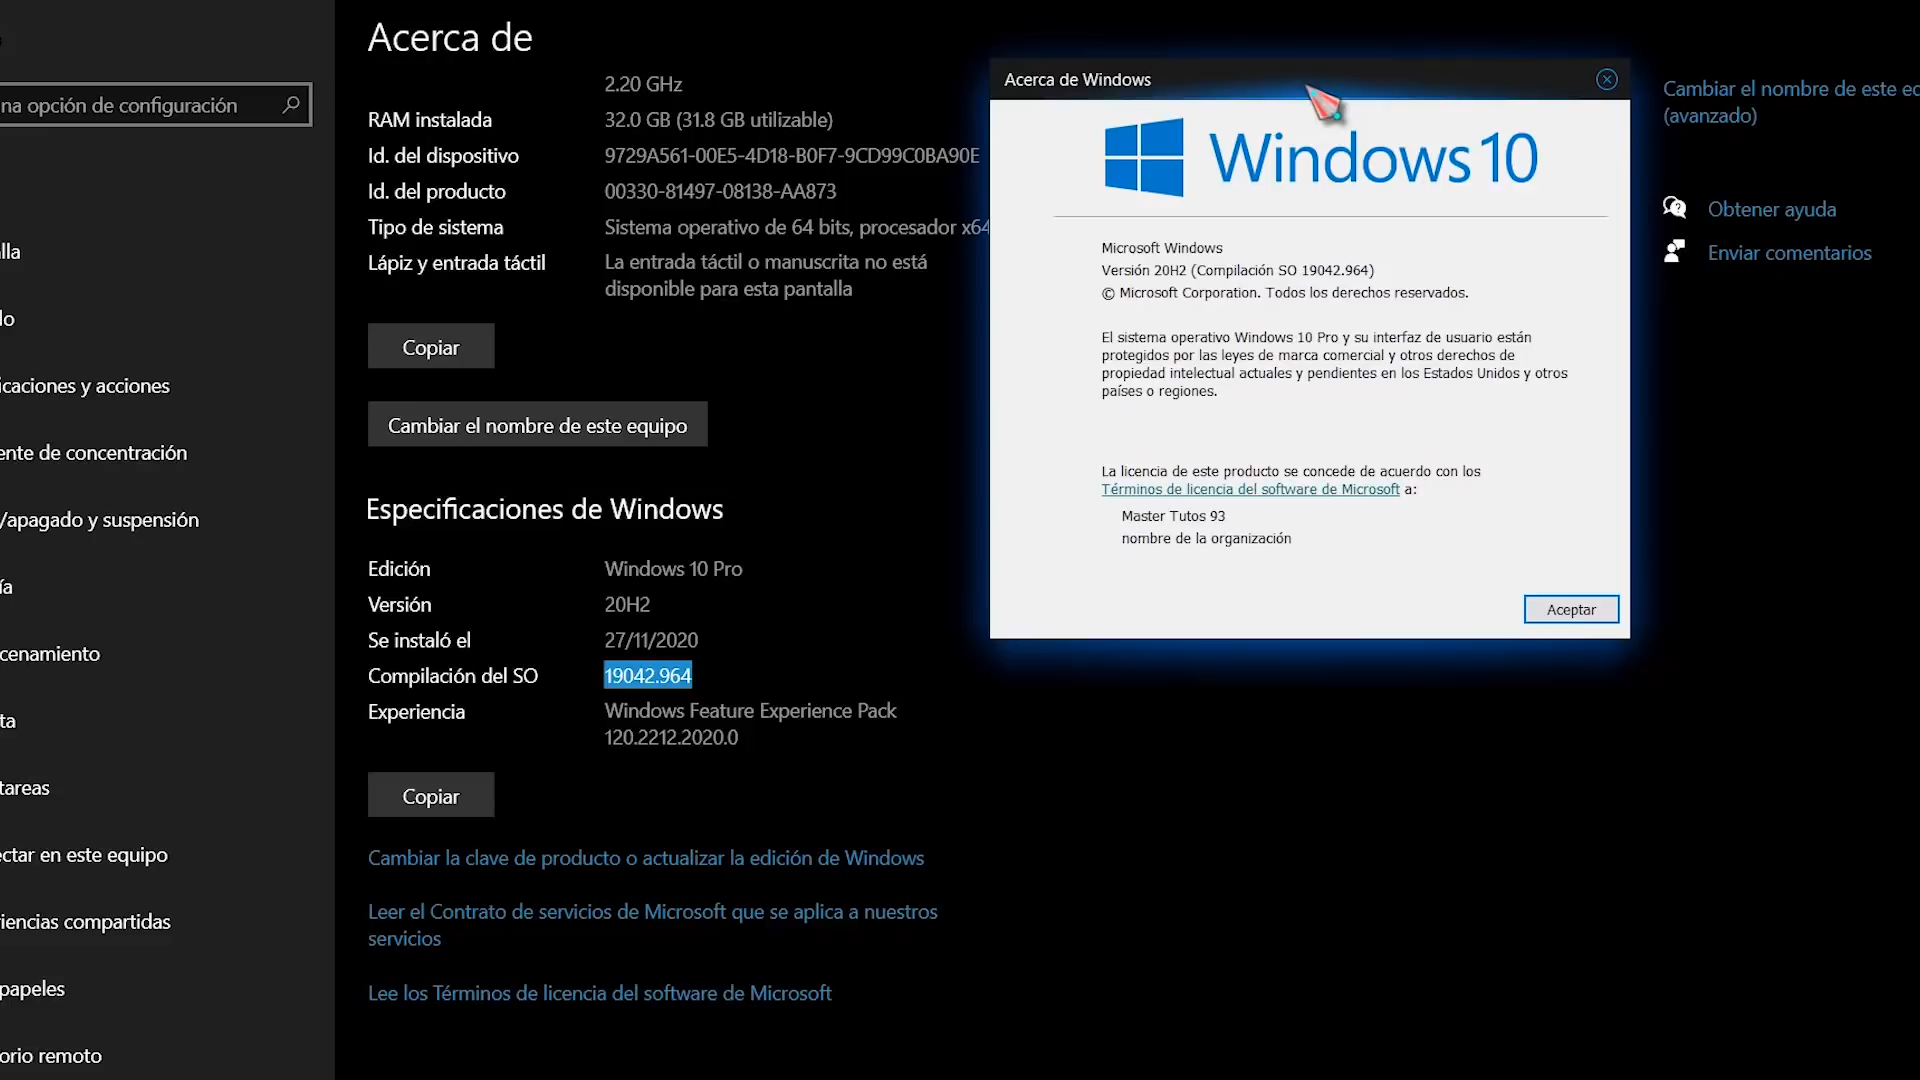 Acerca de
2.20 GHz
RAM instalada 32.0 GB (31.8 GB utilizable)
Id. del dispositivo 9729A561-00E5-4D18-B0F7-9CD99C0BA90E
Id. del producto 00330-81497-08138-AA873
Tipo de sistema Sistema operativo de 64 bits, procesador x64
Lápiz y entrada táctil La entrada táctil o manuscrita no está
disponible para esta pantalla
Copiar
Cambiar el nombre de este equipo
Especificaciones de Windows
Edición Windows 10 Pro
Versión 20H2
Se instaló el 27/11/2020
Compilación del SO 19042.964
Experiencia Windows Feature Experience Pack
120.2212.2020.0
Copiar
Cambiar la clave de producto o actualizar la edición de Windows
Leer el Contrato de servicios de Microsoft que se aplica a nuestros
servicios
Lee los Términos de licencia del software de Microsoft
na opción de configuración
lla
do
icaciones y acciones
ente de concentración
/apagado y suspensión
ía
cenamiento
ta
tareas
ectar en este equipo
iencias compartidas
papeles
orio remoto
Acerca de Windows
Windows 10
Microsoft Windows
Versión 20H2 (Compilación SO 19042.964)
© Microsoft Corporation. Todos los derechos reservados.
El sistema operativo Windows 10 Pro y su interfaz de usuario están
protegidos por las leyes de marca comercial y otros derechos de
propiedad intelectual actuales y pendientes en los Estados Unidos y otros
países o regiones.
La licencia de este producto se concede de acuerdo con los
Términos de licencia del software de Microsoft a:
Master Tutos 93
nombre de la organización
Aceptar
Cambiar el nombre de este eq
(avanzado)
Obtener ayuda
Enviar comentarios